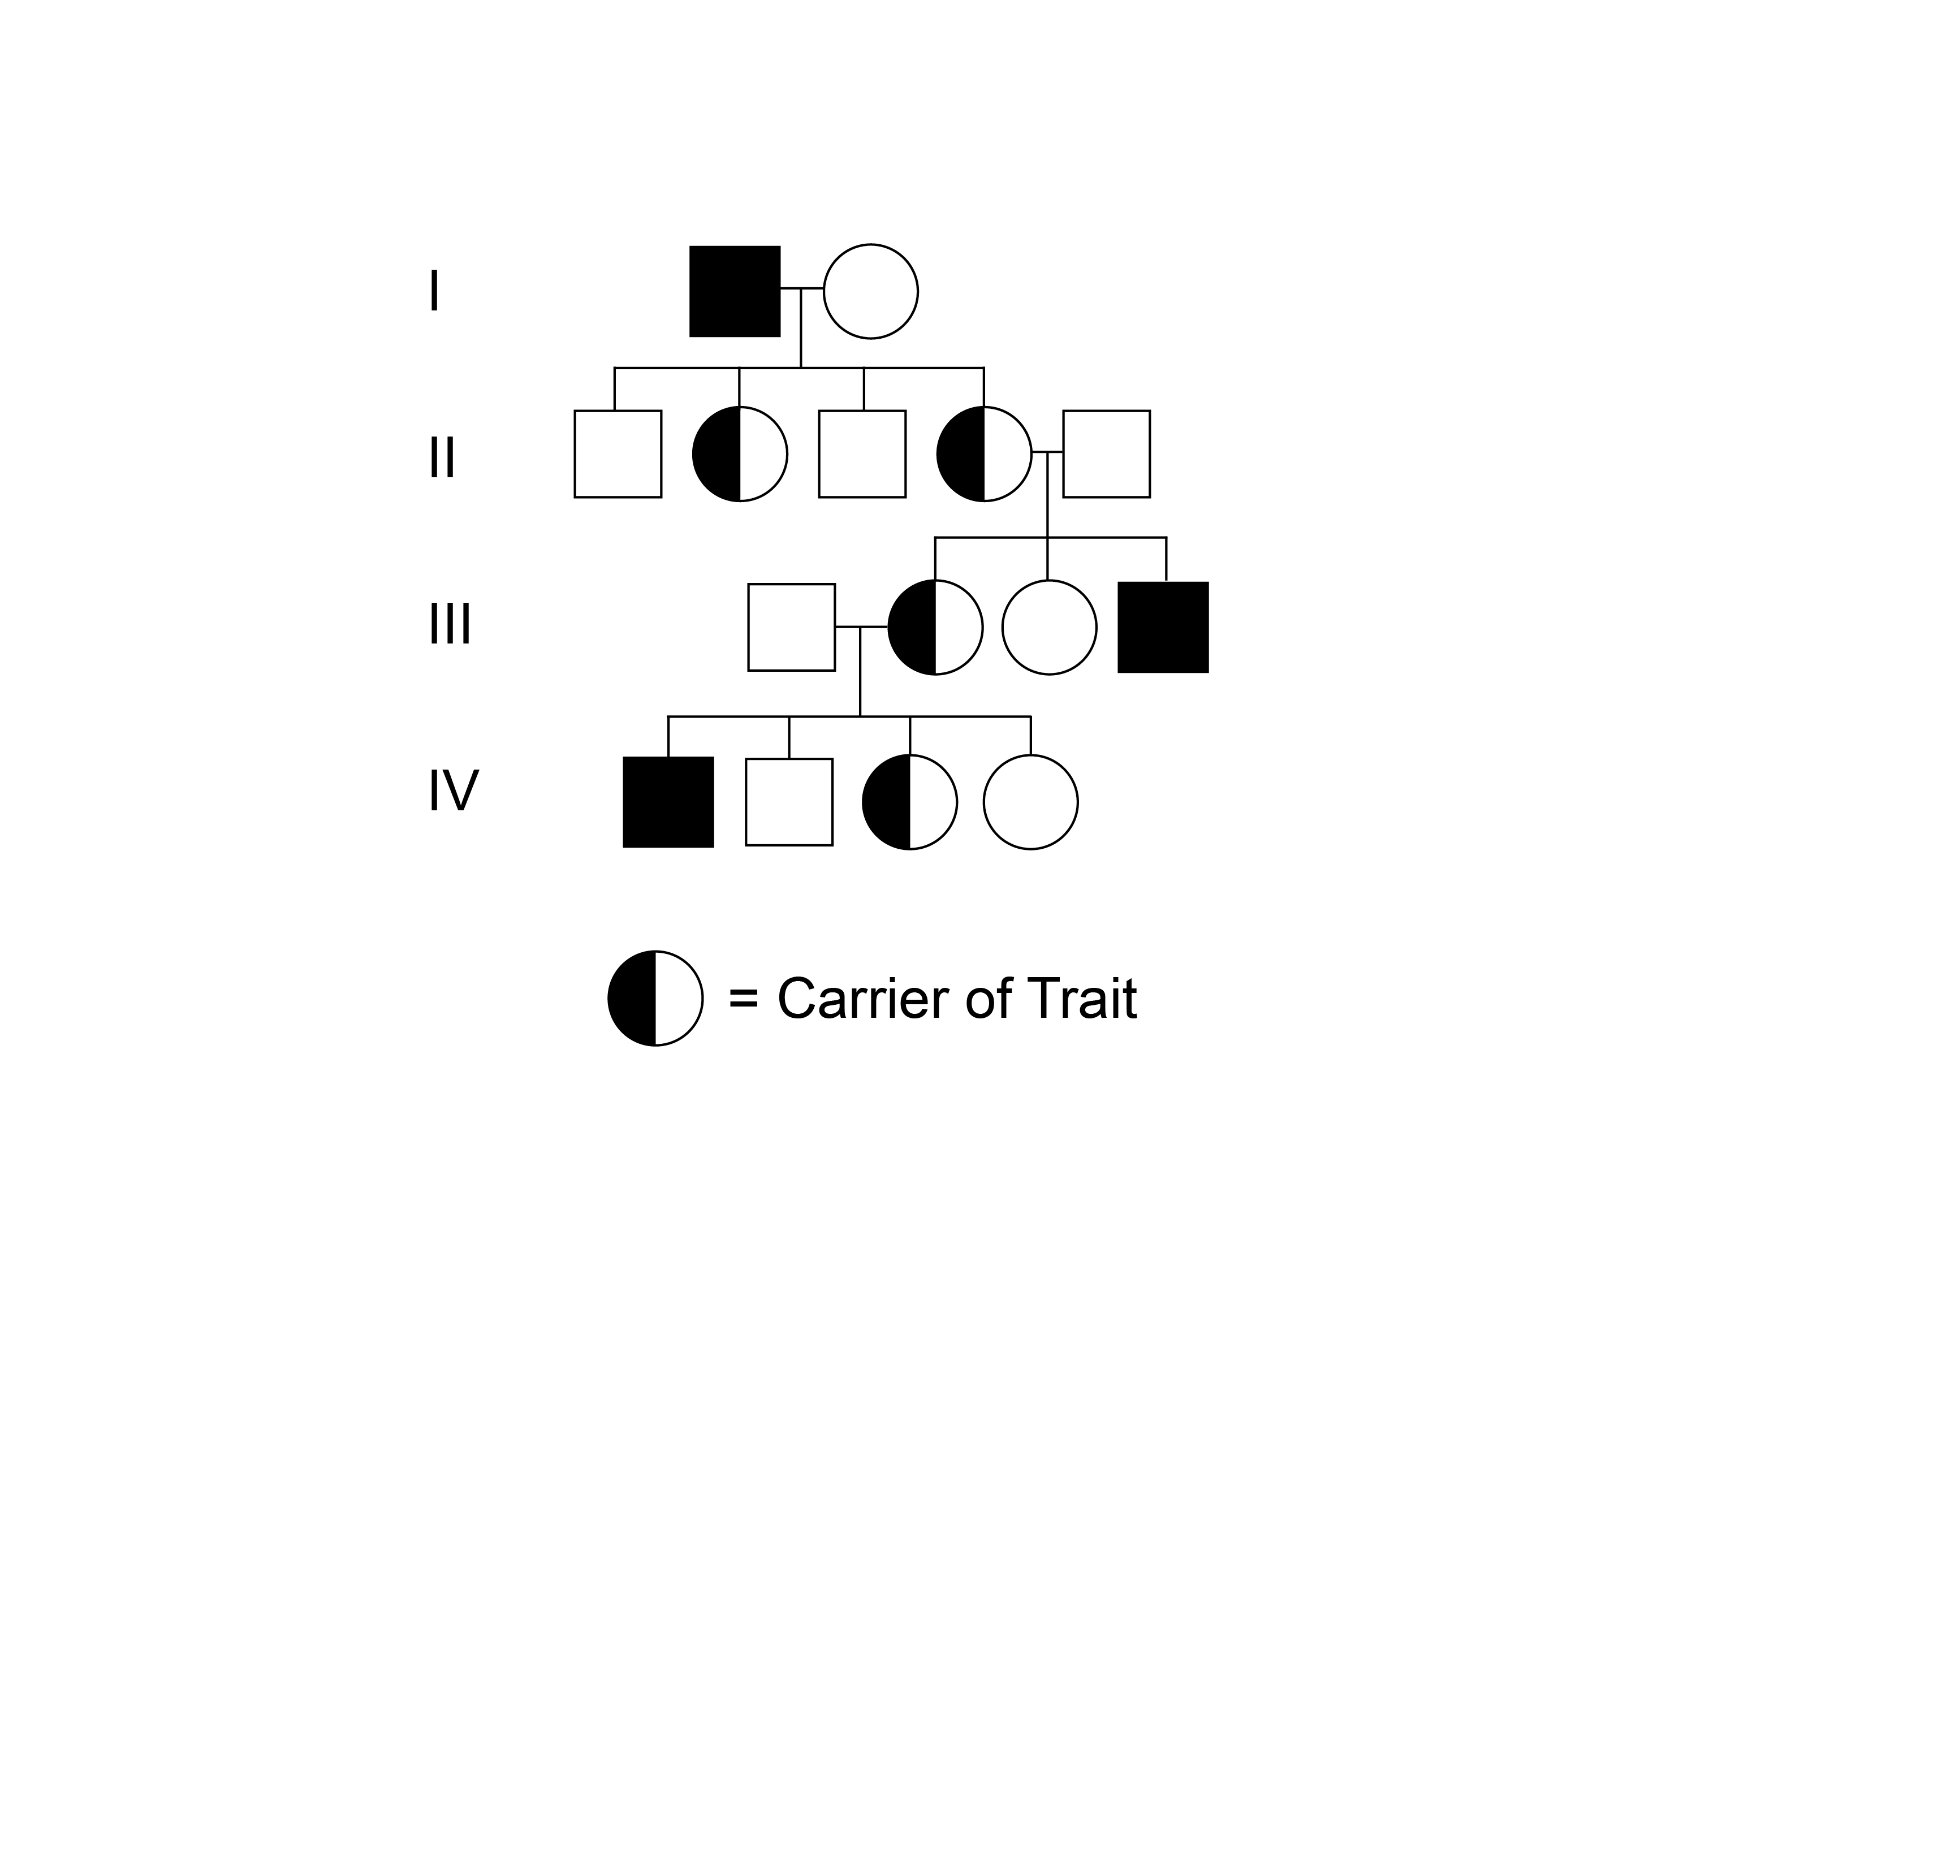 I
II
III
IV
= Carrier of Trait